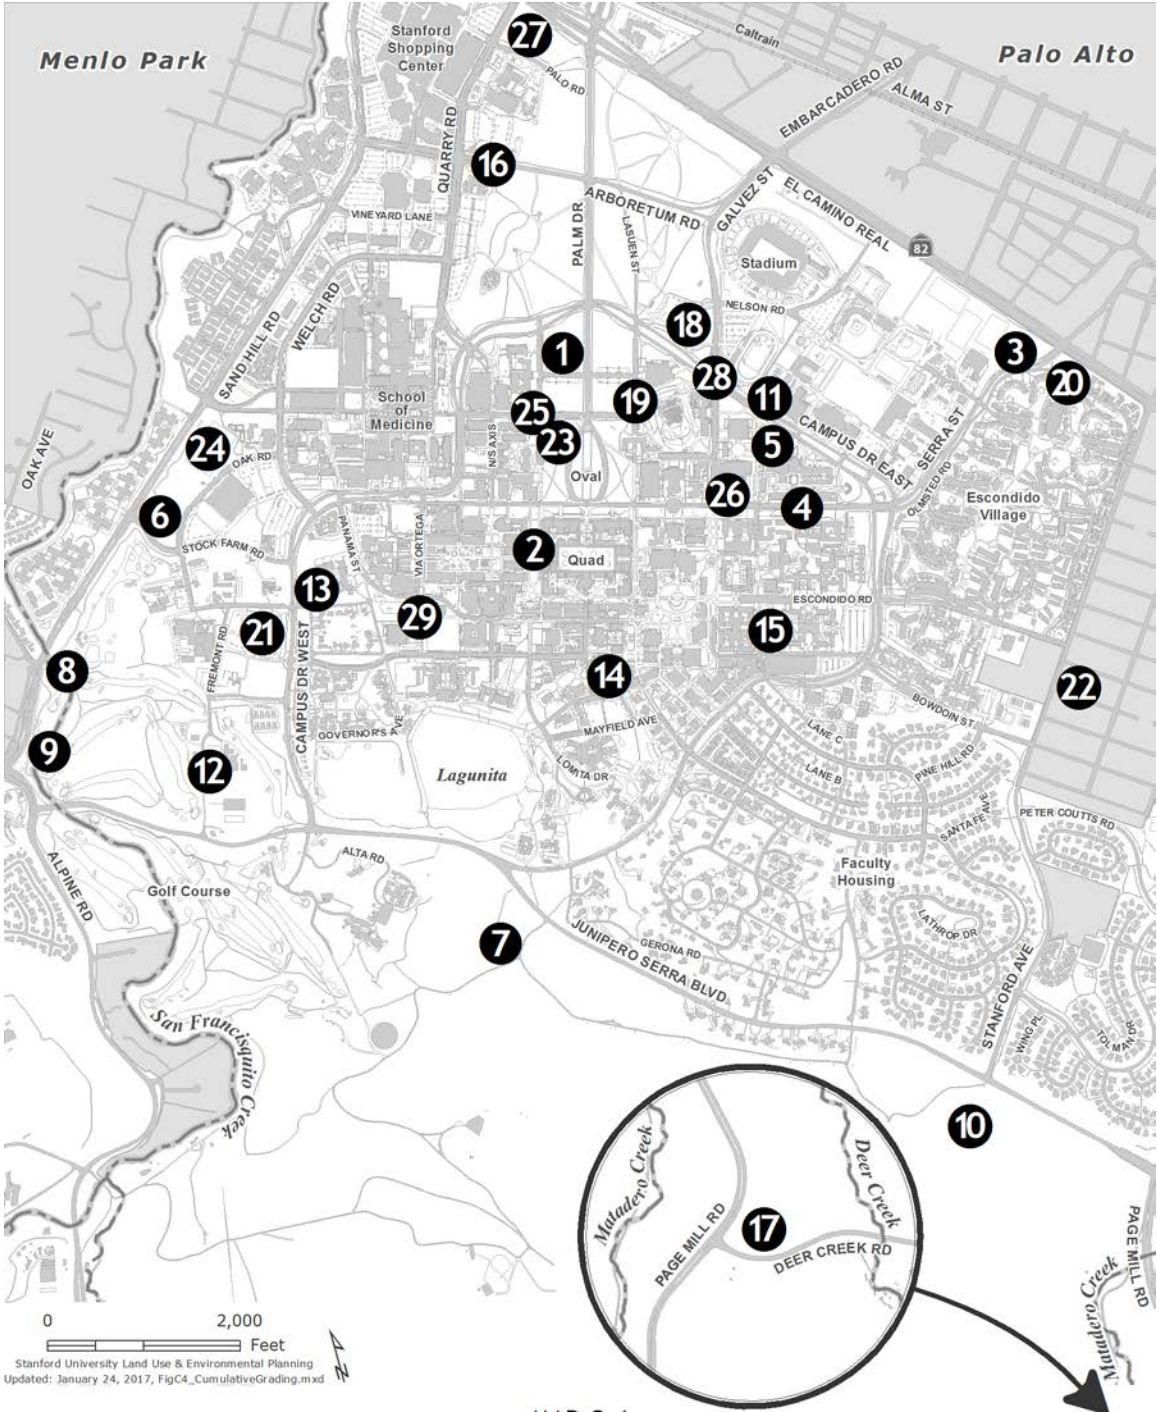 27
Stanford
Shopping
Center
Menlo Park
Palo Alto
Caltrain
EMBARCADERO RD
ALMA ST
PALO RD
QUARRY RD
16
EL CAMINO REAL
GALVEZ ST
ARBORETUM RD
VINEYARD LANE
PALM DR
LASUEN ST
82
Stadium
WELCH RD
SAND HILL RD
NELSON RD
18
1
3
20
28
11
19
School
of
Medicine
25
23
N/S AXIS
5
CAMPUS DR EAST
SERRA ST
OAK AVE
24
OAK RD
Oval
OLMSTED RD
Escondido
Village
26
4
6
PANAMA ST
VIA ORTEGA
STOCK FARM RD
2
Quad
13
ESCONDIDO RD
29
21
15
FREMONT RD
CAMPUS DR WEST
8
14
22
BOWDOIN ST
MAYFIELD AVE
LANE C
GOVERNOR'S AVE
9
12
Lagunita
LOMITA DR
LANE B
PINE HILL RD
SANTA FE AVE
PETER COUTTS RD
ALTA RD
ALPINE RD
Golf Course
Faculty
Housing
LATHROP DR
7
GERONA RD
JUNIPERO SERRA BLVD
STANFORD AVE
WING PL
TOLMAN DR
San Francisquito
Creek
10
Matadero Creek
Deer Creek
PAGE MILL RD
17
DEER CREEK RD
PAGE MILL RD
Matadero Creek
0 2,000
Feet
N
Stanford University Land Use & Environmental Planning
Updated: January 24, 2017, FigC4_CumulativeGrading.mxd